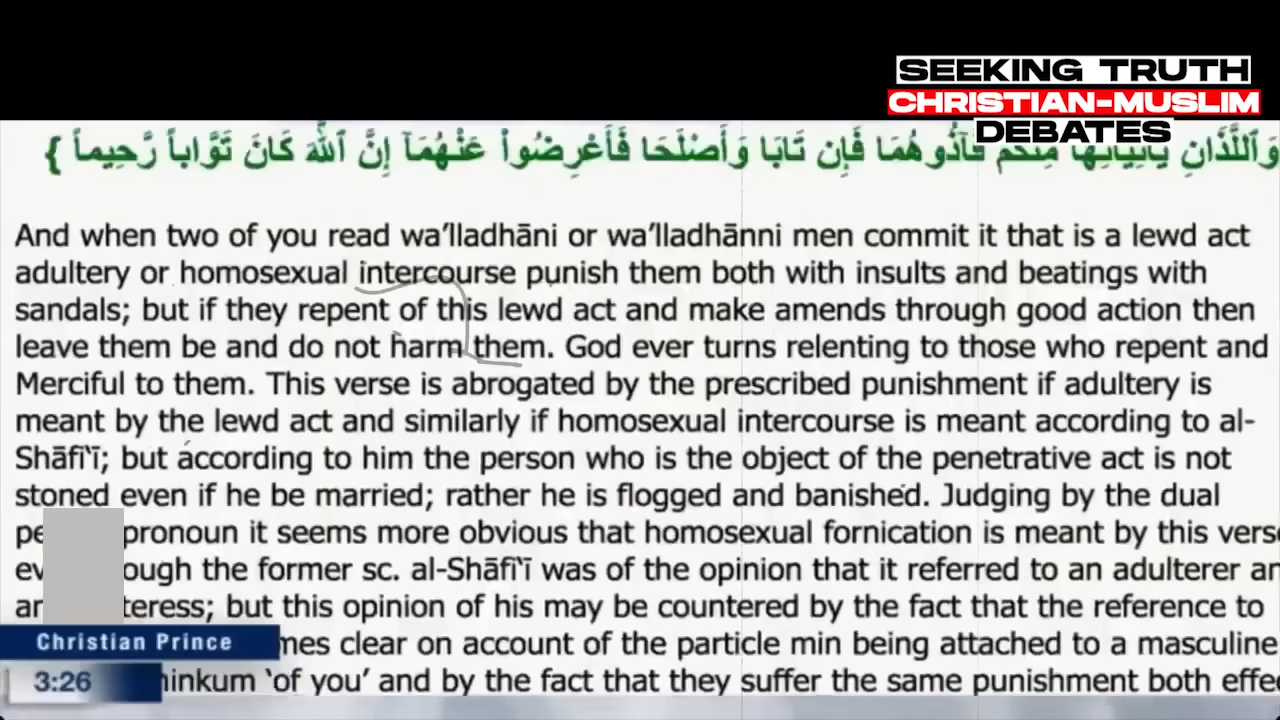 SEEKING TRUTH
CHRISTIAN-MUSLIM
DEBATES
وَٱللَّذَانِ يَأْتِيَانِهَا مِنكُمْ فَآذُوهُمَا فَإِن تَابَا وَأَصْلَحَا فَأَعْرِضُواْ عَنْهُمَآ إِنَّ ٱللَّهَ كَانَ تَوَّاباً رَّحِيماً }
And when two of you read wa’lladhāni or wa’lladhānni men commit it that is a lewd act
adultery or homosexual intercourse punish them both with insults and beatings with
sandals; but if they repent of this lewd act and make amends through good action then
leave them be and do not harm them. God ever turns relenting to those who repent and
Merciful to them. This verse is abrogated by the prescribed punishment if adultery is
meant by the lewd act and similarly if homosexual intercourse is meant according to al-
Shāfi‘ī; but according to him the person who is the object of the penetrative act is not
stoned even if he be married; rather he is flogged and banished. Judging by the dual
pronoun it seems more obvious that homosexual fornication is meant by this verse
the former sc. al-Shāfi‘ī was of the opinion that it referred to an adulterer
but this opinion of his may be countered by the fact that the reference to
clear on account of the particle min being attached to a masculine
‘of you’ and by the fact that they suffer the same punishment both
Christian Prince
3:26